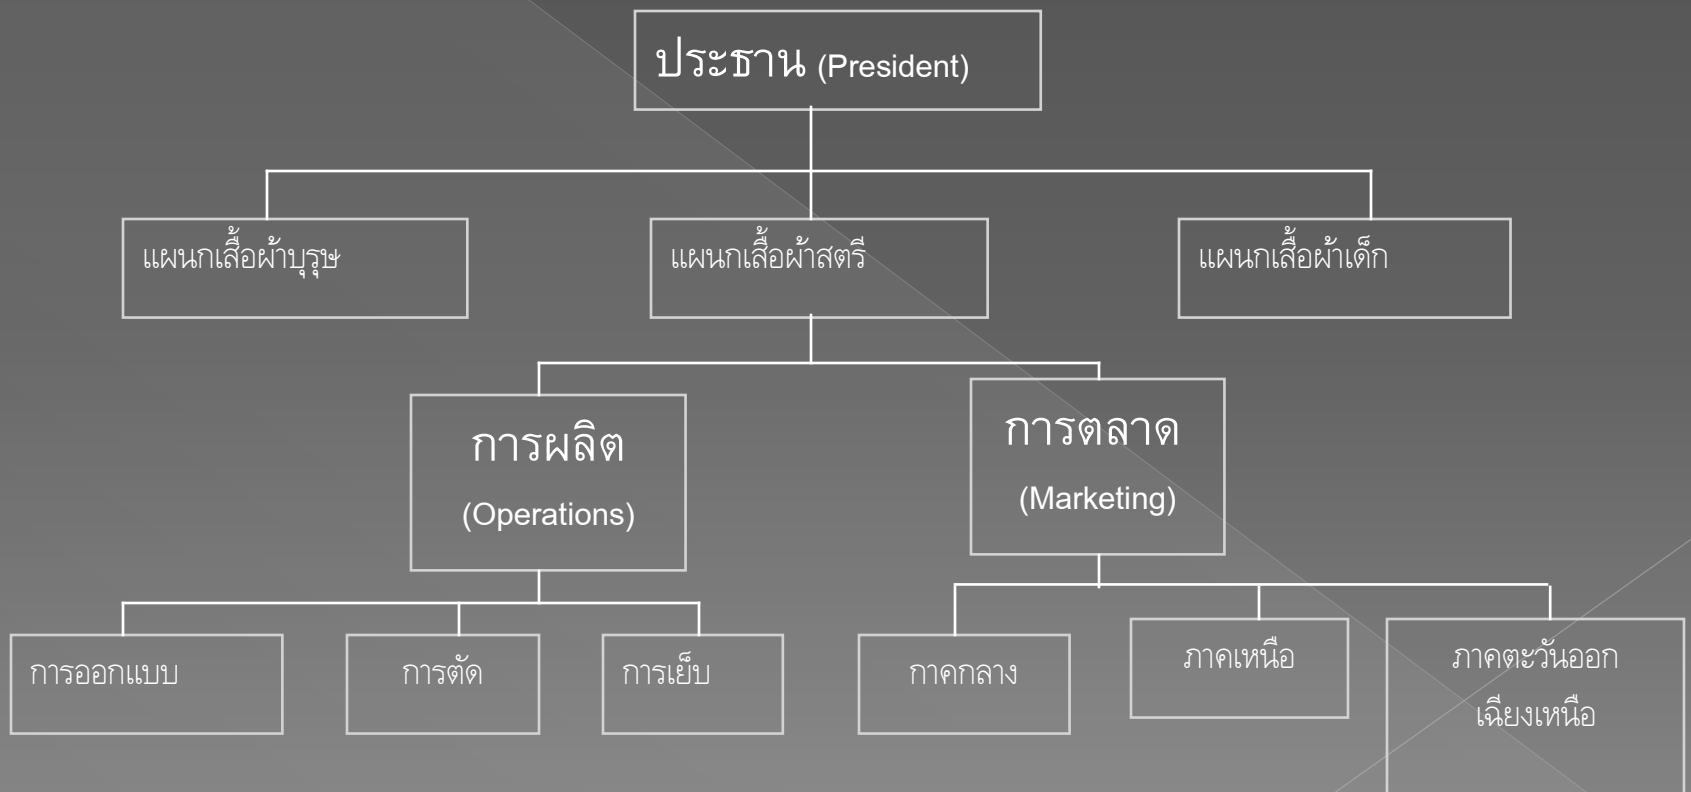 ประธาน (President)
แผนกเสื้อผ้าบุรุษ
แผนกเสื้อผ้าสตรี
แผนกเสื้อผ้าเด็ก
การผลิต
(Operations)
การตลาด
(Marketing)
การออกแบบ
การตัด
การเย็บ
กาคกลาง
ภาคเหนือ
ภาคตะวันออก
เฉียงเหนือ